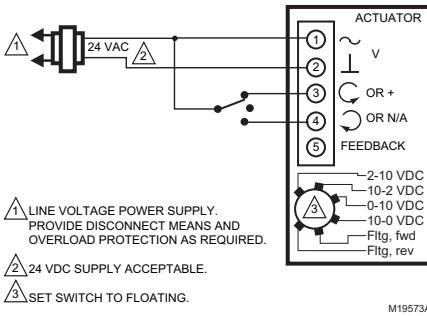 ACTUATOR
1
24 VAC
2
1
V
2
3 OR +
4 OR N/A
5 FEEDBACK
2-10 VDC
10-2 VDC
3
0-10 VDC
10-0 VDC
Fltg, fwd
Fltg, rev
1 LINE VOLTAGE POWER SUPPLY.
PROVIDE DISCONNECT MEANS AND
OVERLOAD PROTECTION AS REQUIRED.
2 24 VDC SUPPLY ACCEPTABLE.
3 SET SWITCH TO FLOATING.